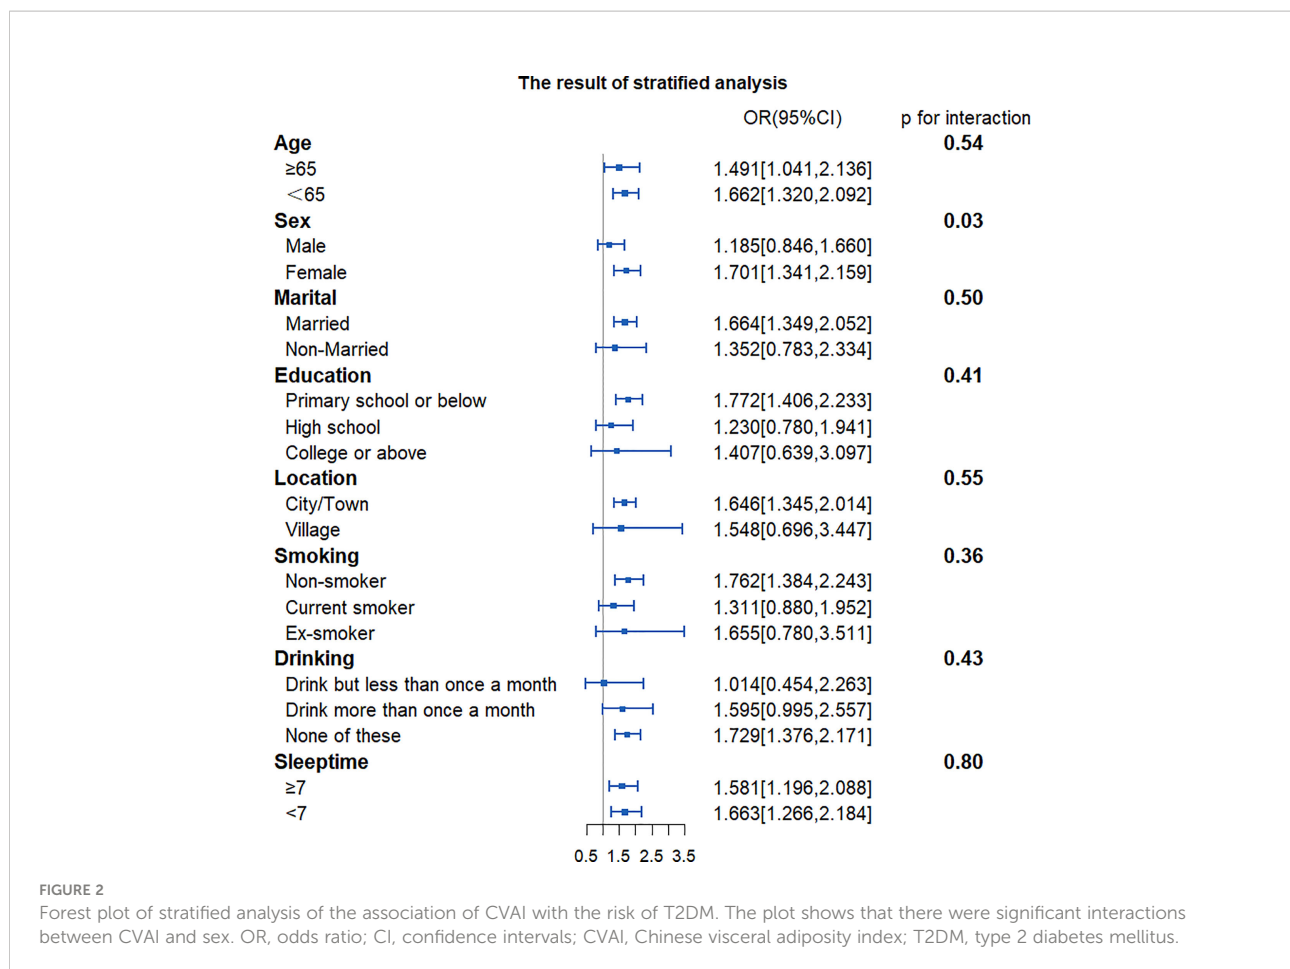 The result of stratified analysis
OR(95%CI) p for interaction
Age 0.54
≥65 1.491[1.041,2.136]
＜65 1.662[1.320,2.092]
Sex 0.03
Male 1.185[0.846,1.660]
Female 1.701[1.341,2.159]
Marital 0.50
Married 1.664[1.349,2.052]
Non-Married 1.352[0.783,2.334]
Education 0.41
Primary school or below 1.772[1.406,2.233]
High school 1.230[0.780,1.941]
College or above 1.407[0.639,3.097]
Location 0.55
City/Town 1.646[1.345,2.014]
Village 1.548[0.696,3.447]
Smoking 0.36
Non-smoker 1.762[1.384,2.243]
Current smoker 1.311[0.880,1.952]
Ex-smoker 1.655[0.780,3.511]
Drinking 0.43
Drink but less than once a month 1.014[0.454,2.263]
Drink more than once a month 1.595[0.995,2.557]
None of these 1.729[1.376,2.171]
Sleeptime 0.80
≥7 1.581[1.196,2.088]
<7 1.663[1.266,2.184]
0.5 1.5 2.5 3.5
FIGURE 2
Forest plot of stratified analysis of the association of CVAI with the risk of T2DM. The plot shows that there were significant interactions
between CVAI and sex. OR, odds ratio; CI, confidence intervals; CVAI, Chinese visceral adiposity index; T2DM, type 2 diabetes mellitus.